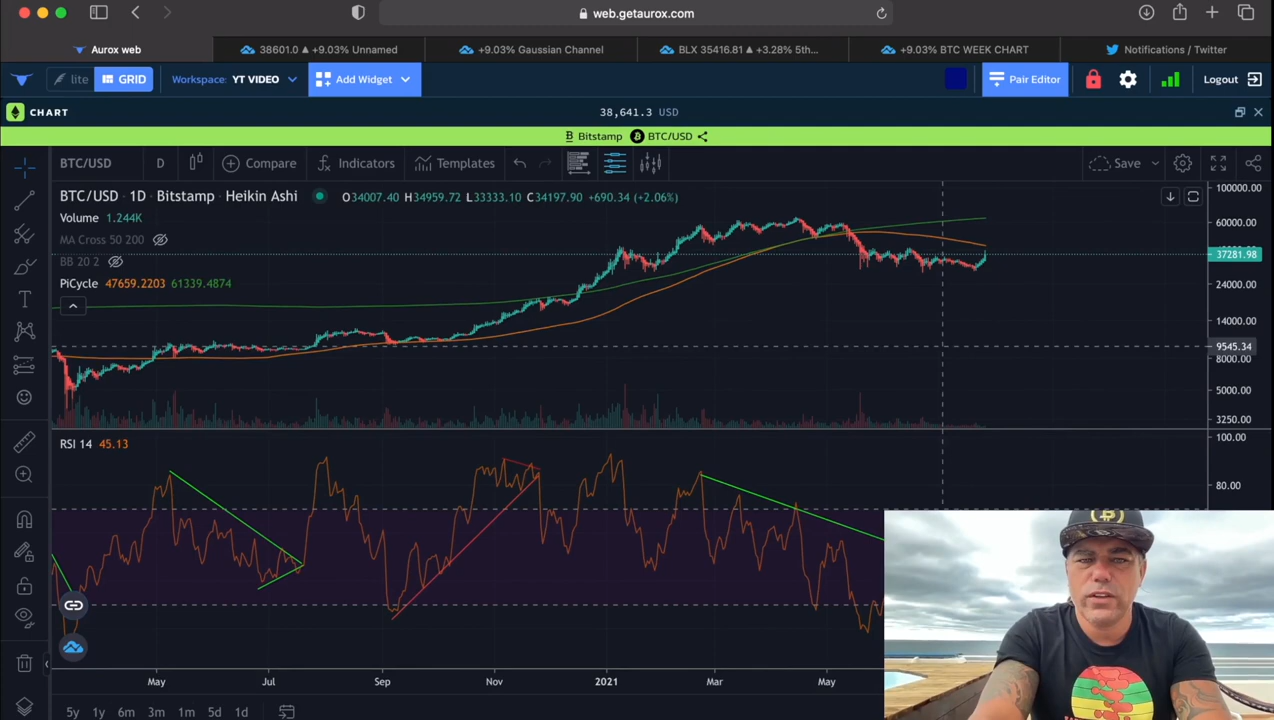 web.getaurox.com
Aurox web
38601.0 ▲ +9.03% Unnamed
+9.03% Gaussian Channel
BLX 35416.81 ▲ +3.28% 5th...
+9.03% BTC WEEK CHART
Notifications / Twitter
lite
GRID
Workspace: YT VIDEO
Add Widget
Pair Editor
Logout
CHART
38,641.3 USD
Bitstamp
BTC/USD
BTC/USD
D
Compare
Indicators
Templates
Save
BTC/USD · 1D · Bitstamp · Heikin Ashi
O34007.40 H34959.72 L33333.10 C34197.90 +690.34 (+2.06%)
Volume 1.244K
MA Cross 50 200
BB 20 2
PiCycle 47659.2203 61339.4874
100000.00
60000.00
37281.98
24000.00
14000.00
9545.34
8000.00
5000.00
3250.00
RSI 14 45.13
100.00
80.00
May
Jul
Sep
Nov
2021
Mar
May
5y
1y
6m
3m
1m
5d
1d